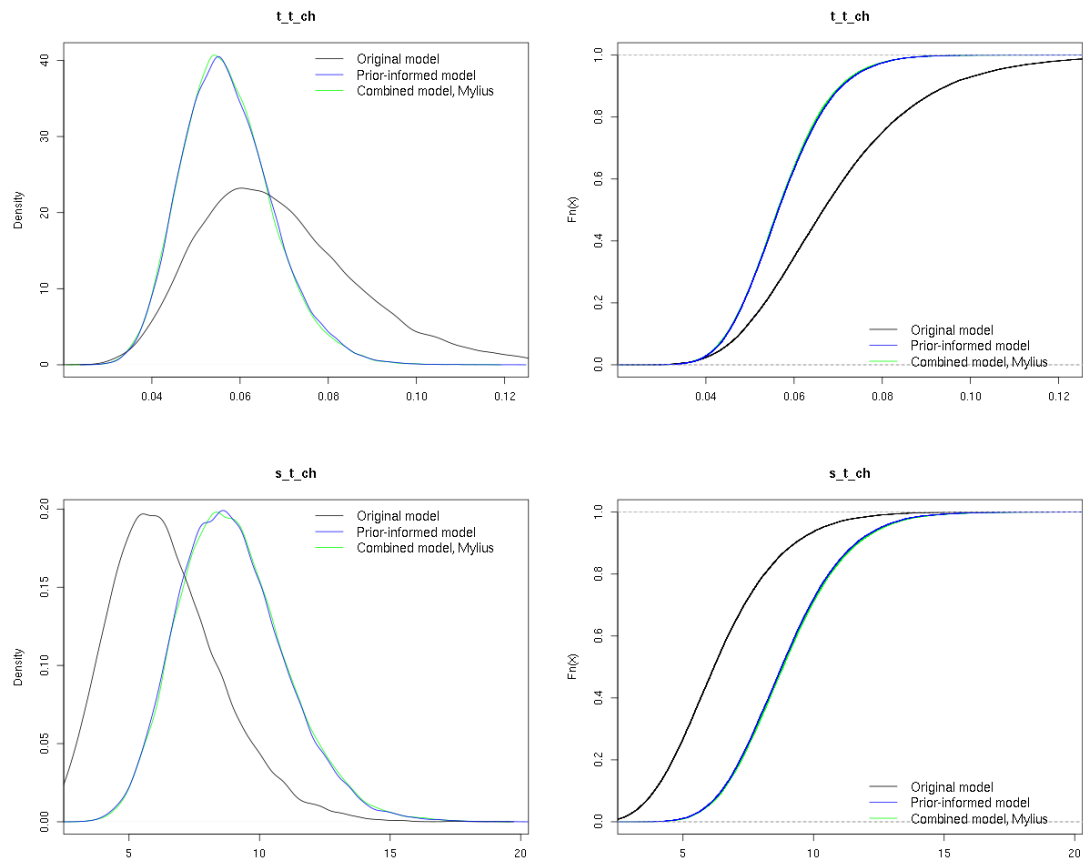 t_t_ch
Density
0 10 20 30 40
Original model
Prior-informed model
Combined model, Mylius
0.04 0.06 0.08 0.10 0.12
t_t_ch
Fn(x)
0.0 0.2 0.4 0.6 0.8 1.0
Original model
Prior-informed model
Combined model, Mylius
0.04 0.06 0.08 0.10 0.12
s_t_ch
Density
0.00 0.05 0.10 0.15 0.20
Original model
Prior-informed model
Combined model, Mylius
5 10 15 20
s_t_ch
Fn(x)
0.0 0.2 0.4 0.6 0.8 1.0
Original model
Prior-informed model
Combined model, Mylius
5 10 15 20